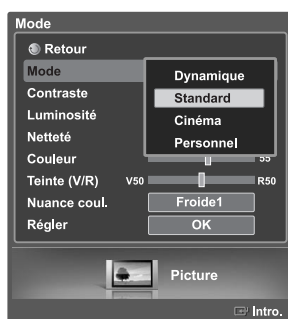 Mode
Retour
Mode
Dynamique
Contraste
Standard
Luminosité
Cinéma
Netteté
Personnel
Couleur
55
Teinte (V/R) V50 R50
Nuance coul. Froide1
Régler OK
Picture
Intro.